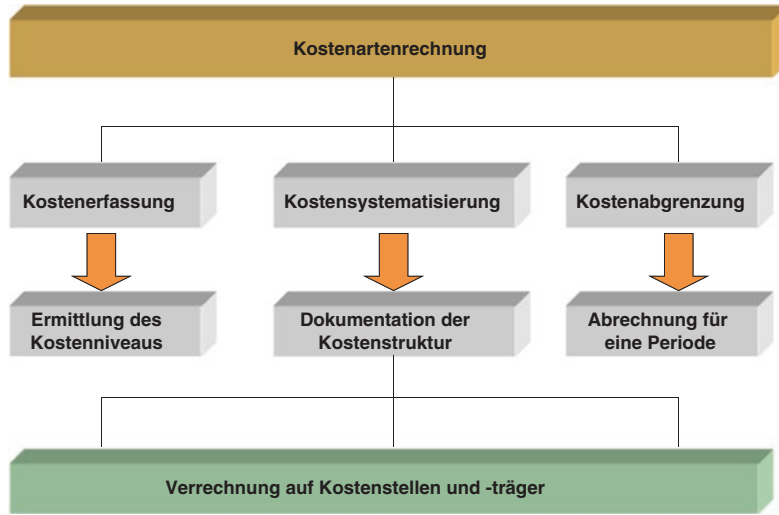 Kostenartenrechnung
Kostenerfassung
Kostensystematisierung
Kostenabgrenzung
Ermittlung des
Kostenniveaus
Dokumentation der
Kostenstruktur
Abrechnung für
eine Periode
Verrechnung auf Kostenstellen und -träger